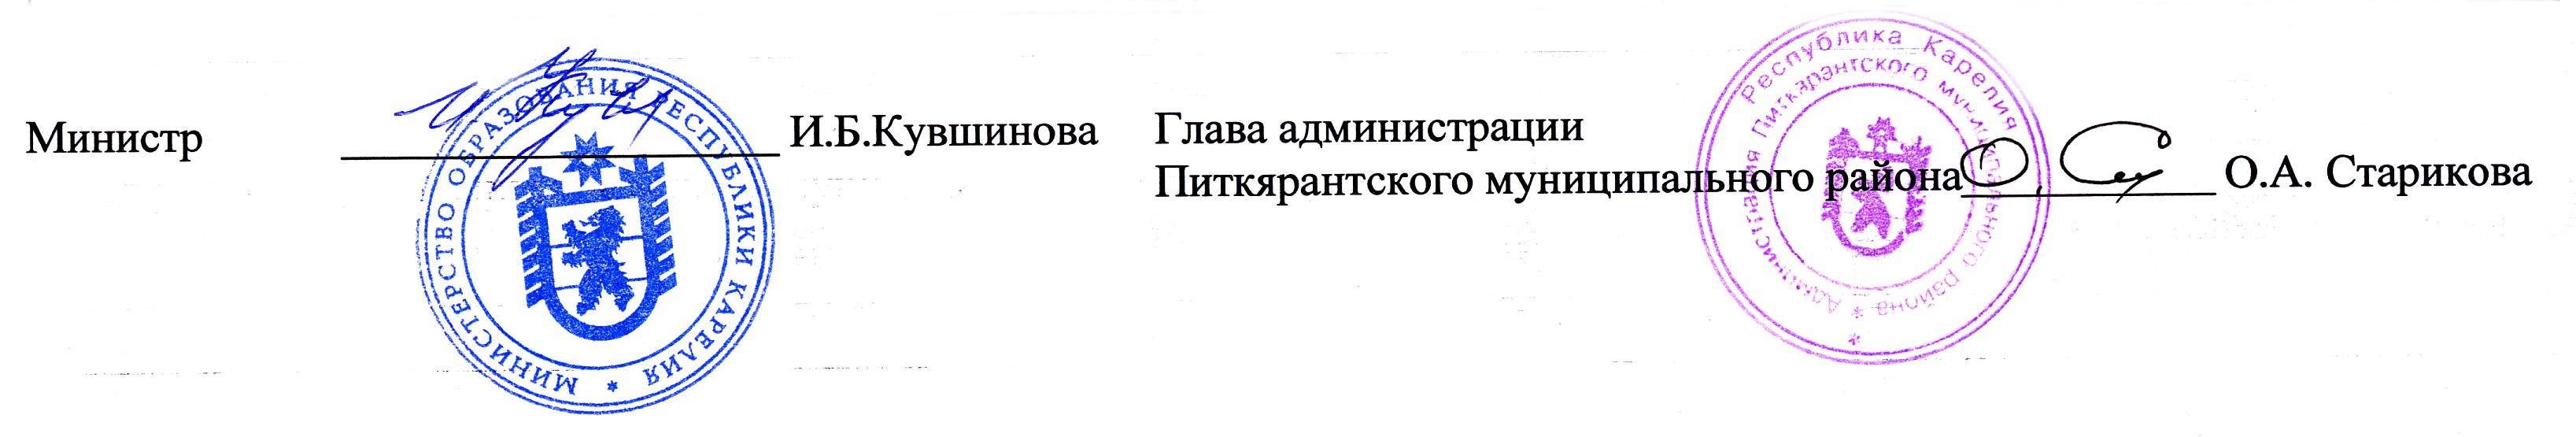 Министр И.Б.Кувшинова
МИНИСТЕРСТВО ОБРАЗОВАНИЯ РЕСПУБЛИКИ КАРЕЛИЯ *
Глава администрации
Питкярантского муниципального района О.А. Старикова
Республика Карелия *
Администрация Питкярантского муниципального района *